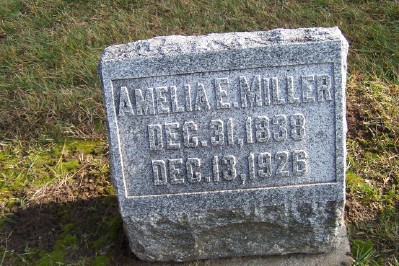 AMELIA E. MILLER
DEC. 31, 1838
DEC. 13, 1926